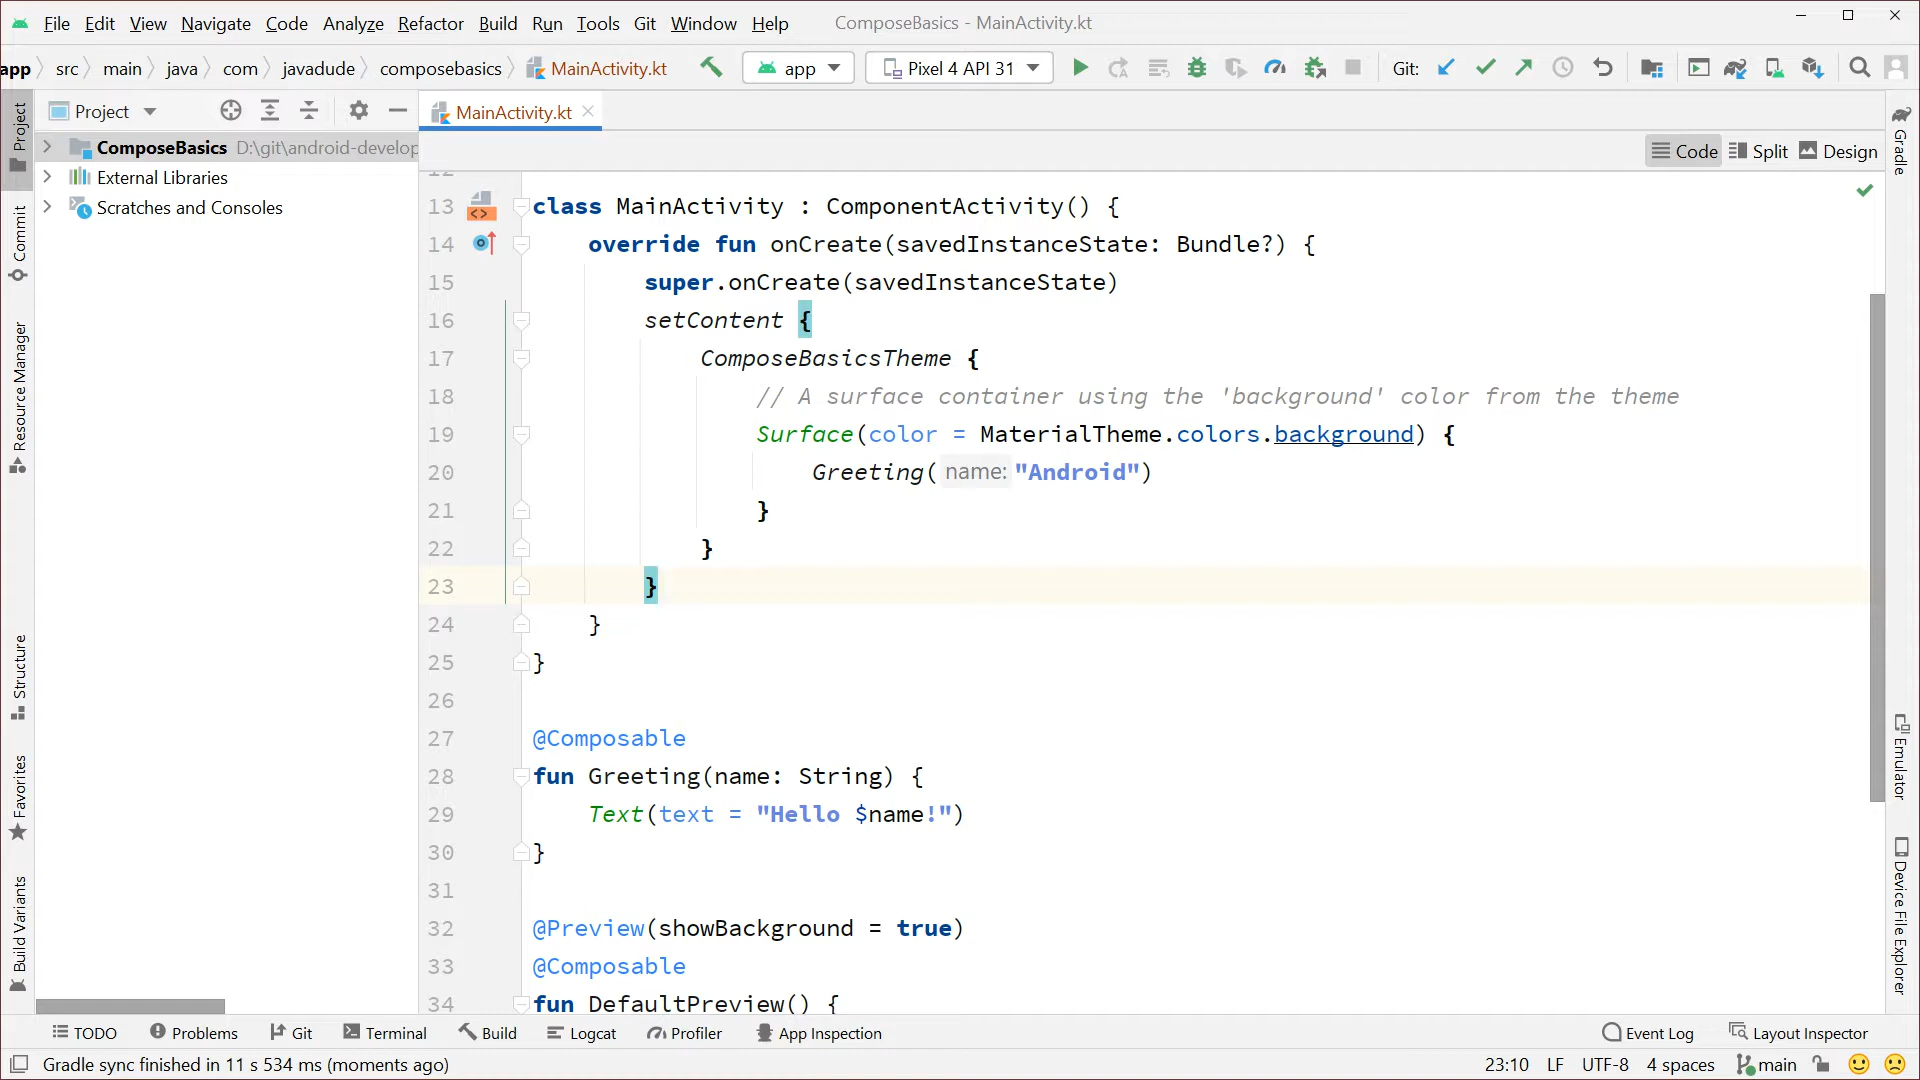 File Edit View Navigate Code Analyze Refactor Build Run Tools Git Window Help ComposeBasics - MainActivity.kt
app src main java com javadude composebasics MainActivity.kt app Pixel 4 API 31 Git:
Project MainActivity.kt
Code Split Design
ComposeBasics D:\git\android-develop
External Libraries
Scratches and Consoles
Project
Commit
Resource Manager
Structure
Favorites
Build Variants
13 class MainActivity : ComponentActivity() {
14 override fun onCreate(savedInstanceState: Bundle?) {
15 super.onCreate(savedInstanceState)
16 setContent {
17 ComposeBasicsTheme {
18 // A surface container using the 'background' color from the theme
19 Surface(color = MaterialTheme.colors.background) {
20 Greeting( name: "Android")
21 }
22 }
23 }
24 }
25 }
26
27 @Composable
28 fun Greeting(name: String) {
29 Text(text = "Hello $name!")
30 }
31
32 @Preview(showBackground = true)
33 @Composable
34 fun DefaultPreview() {
Gradle
Emulator
Device File Explorer
TODO Problems Git Terminal Build Logcat Profiler App Inspection Event Log Layout Inspector
Gradle sync finished in 11 s 534 ms (moments ago) 23:10 LF UTF-8 4 spaces main